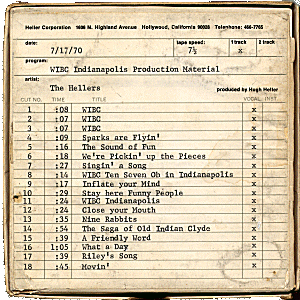 Heller Corporation 1606 N. Highland Avenue Hollywood, California 90028 Telephone: 466-7765
date: tape speed: 1 track 2 track
7/17/70 7½ x
program:
WIBC Indianapolis Production Material
artist:
The Hellers produced by Hugh Heller
CUT NO. TIME TITLE VOCAL INST.
1 :08 WIBC x
2 :07 WIBC x
3 :07 WIBC x
4 :09 Sparks are Flyin' x
5 :16 The Sound of Fun x
6 :18 We're Pickin' up the Pieces x
7 :27 Singin' a Song x
8 :14 WIBC Ten Seven Oh in Indianapolis x
9 :17 Inflate your Mind x
10 :29 Stay here Funny People x
11 :24 WIBC Indianapolis x
12 :24 Close your Mouth x
13 :35 Nine Rabbits x
14 :54 The Saga of Old Indian Clyde x
15 :39 A Friendly Word x
16 1:05 What a Day x
17 :39 Riley's Song x
18 :45 Movin' x